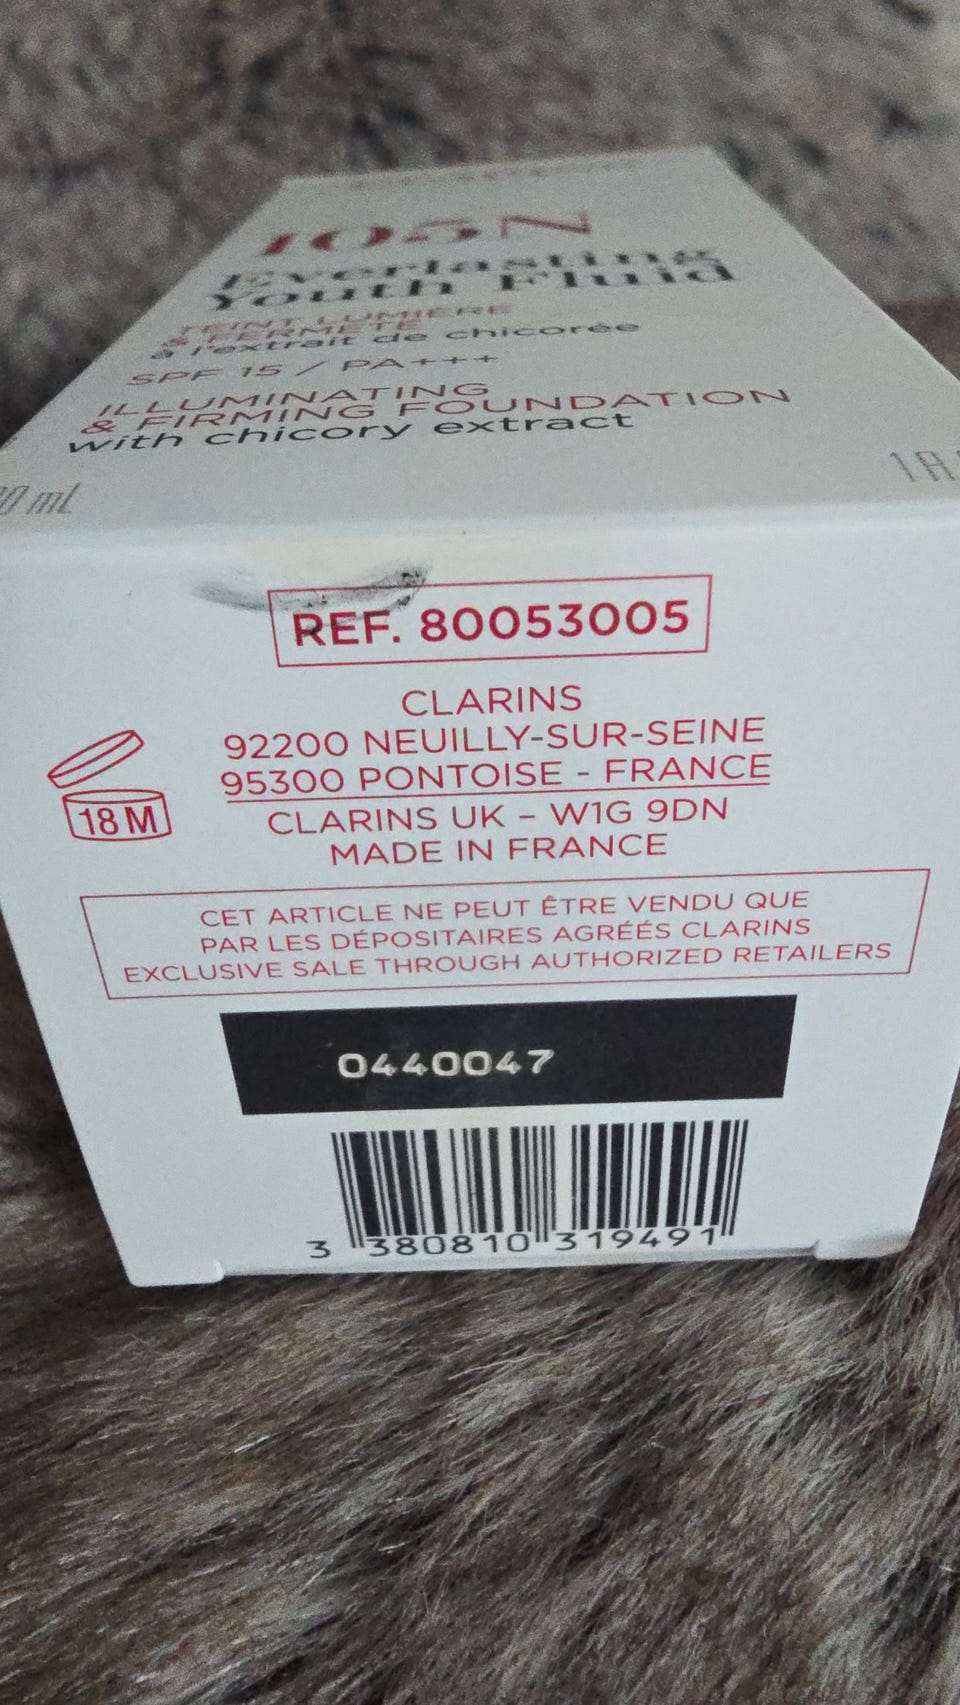 105N
Everlasting
Youth Fluid
TEINT LUMIÈRE
& FERMETÉ
à l'extrait de chicorée
SPF 15 / PA+++
ILLUMINATING
& FIRMING FOUNDATION
with chicory extract
mL
REF. 80053005
CLARINS
92200 NEUILLY-SUR-SEINE
95300 PONTOISE - FRANCE
CLARINS UK - W1G 9DN
MADE IN FRANCE
18 M
CET ARTICLE NE PEUT ÊTRE VENDU QUE
PAR LES DÉPOSITAIRES AGRÉÉS CLARINS
EXCLUSIVE SALE THROUGH AUTHORIZED RETAILERS
0440047
3 380810 319491